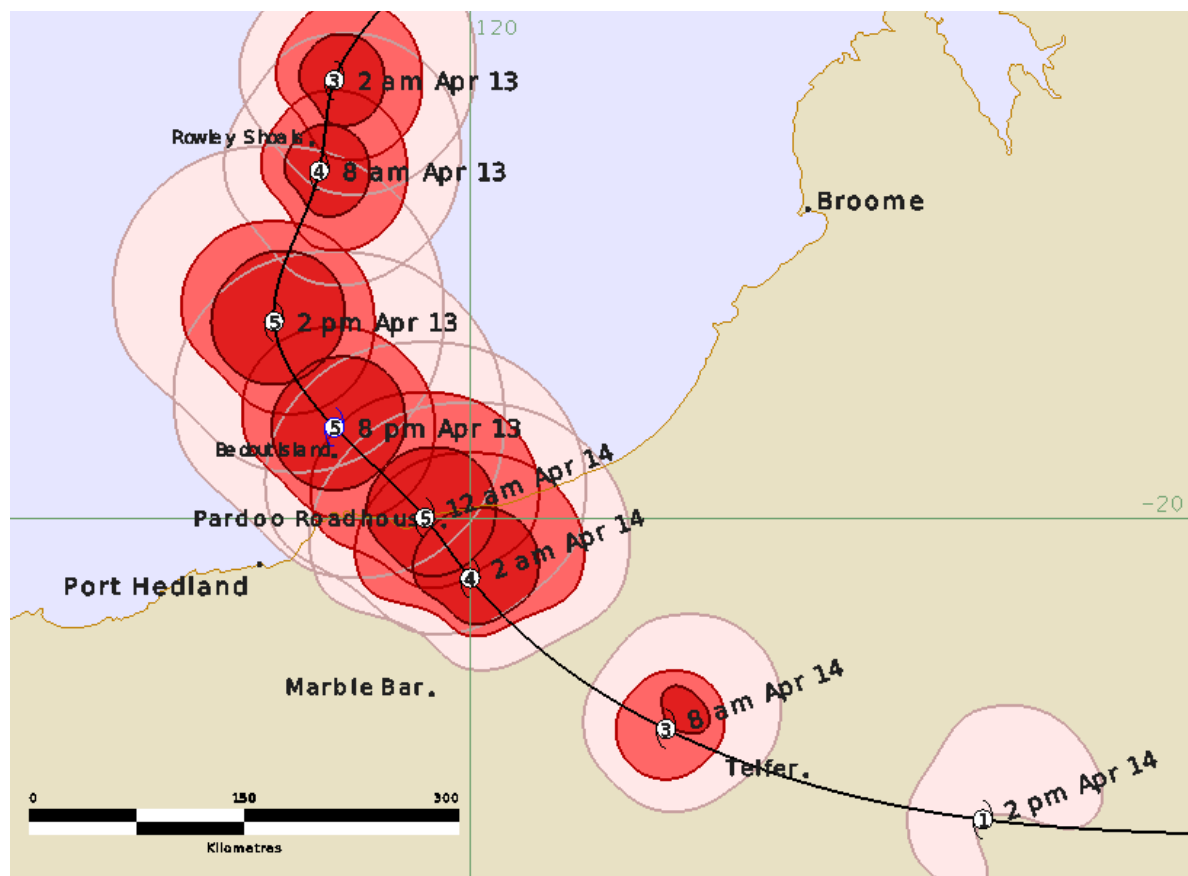 120
3 2 am Apr 13
Rowley Shoals
4 8 am Apr 13
Broome
5 2 pm Apr 13
5 8 pm Apr 13
Bedout Island
12 am Apr 14
-20
Pardoo Roadhouse
5
2 am Apr 14
4
Port Hedland
Marble Bar
8 am Apr 14
3
Telfer
2 pm Apr 14
1
0 150 300
Kilometres